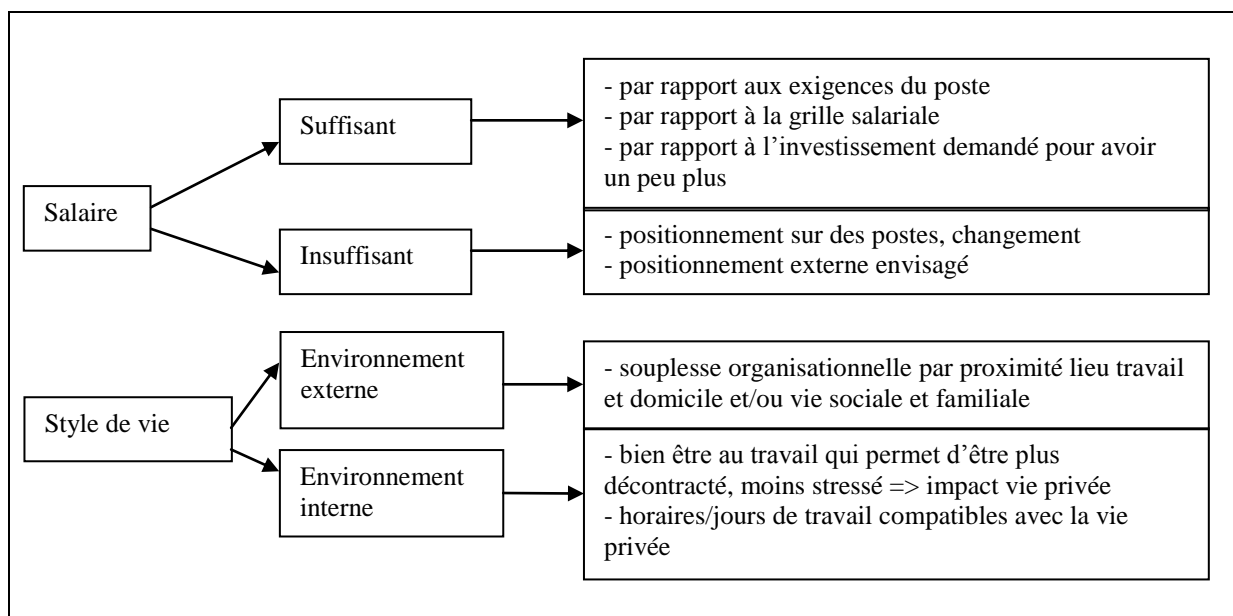 Suffisant
- par rapport aux exigences du poste
- par rapport à la grille salariale
- par rapport à l’investissement demandé pour avoir
un peu plus
Salaire
Insuffisant
- positionnement sur des postes, changement
- positionnement externe envisagé
Environnement
externe
- souplesse organisationnelle par proximité lieu travail
et domicile et/ou vie sociale et familiale
Style de vie
Environnement
interne
- bien être au travail qui permet d’être plus
décontracté, moins stressé => impact vie privée
- horaires/jours de travail compatibles avec la vie
privée